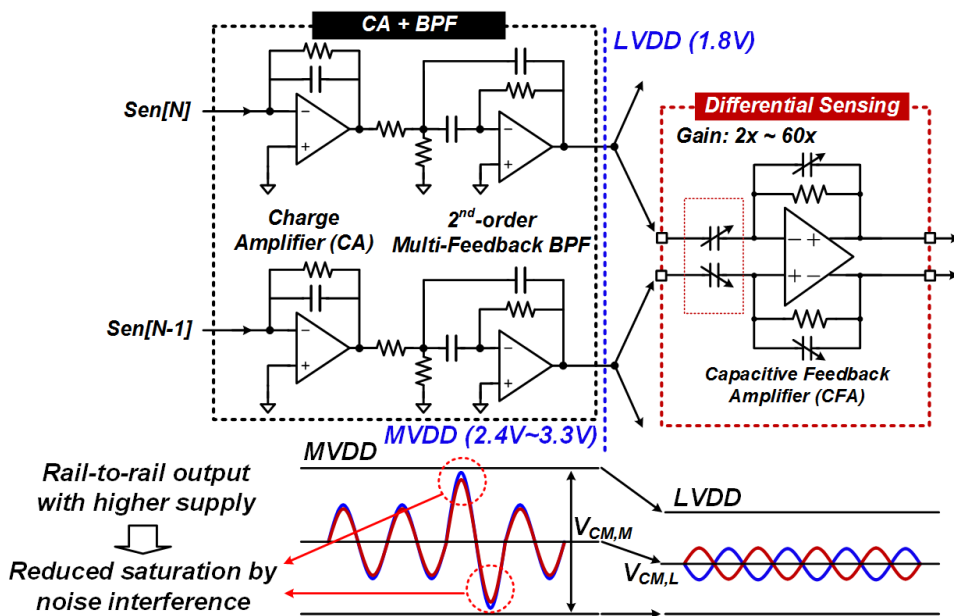 CA + BPF
LVDD (1.8V)
Sen[N]
Differential Sensing
Gain: 2x ~ 60x
Charge
Amplifier (CA)
2nd-order
Multi-Feedback BPF
Sen[N-1]
Capacitive Feedback
Amplifier (CFA)
MVDD (2.4V~3.3V)
MVDD
Rail-to-rail output
with higher supply
LVDD
VCM,M
VCM,L
Reduced saturation by
noise interference